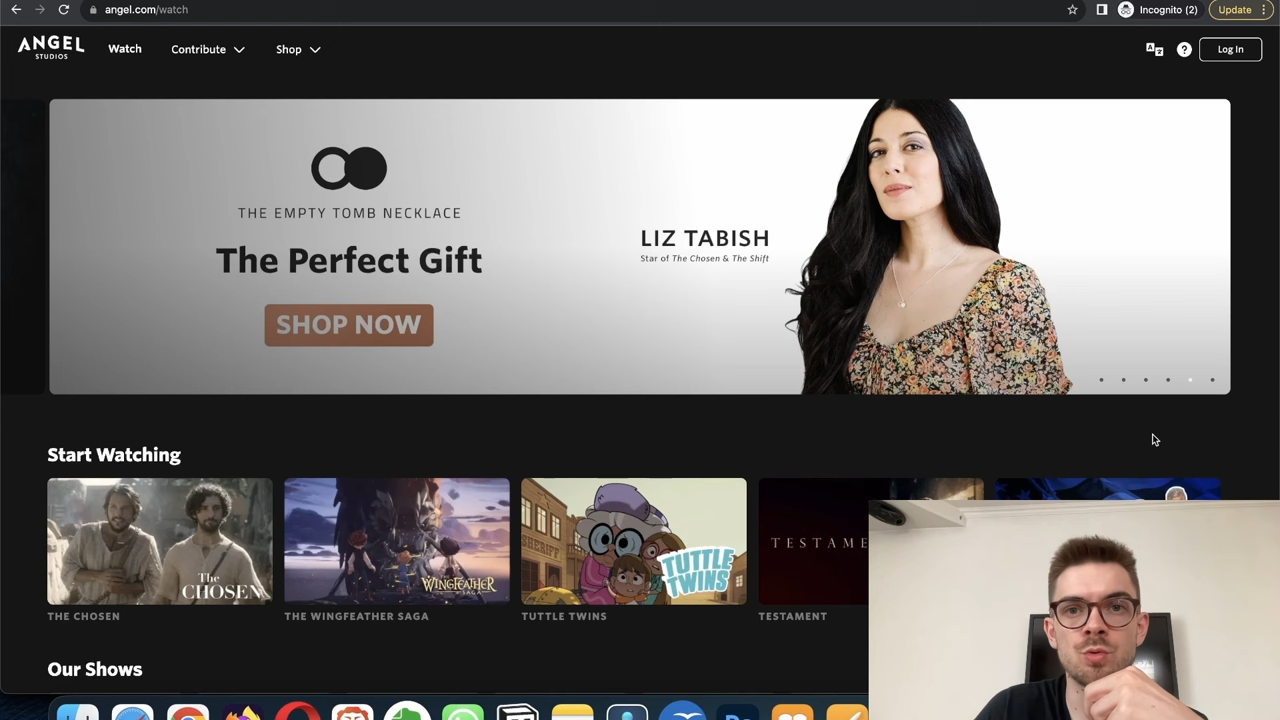 angel.com/watch
Incognito (2)
Update
ANGEL
STUDIOS
Watch
Contribute
Shop
Log In
THE EMPTY TOMB NECKLACE
The Perfect Gift
SHOP NOW
LIZ TABISH
Star of The Chosen & The Shift
Start Watching
The
CHOSEN
WINGFEATHER
SAGA
SHERIFF
TUTTLE
TWINS
TESTAME
THE CHOSEN
THE WINGFEATHER SAGA
TUTTLE TWINS
TESTAMENT
Our Shows